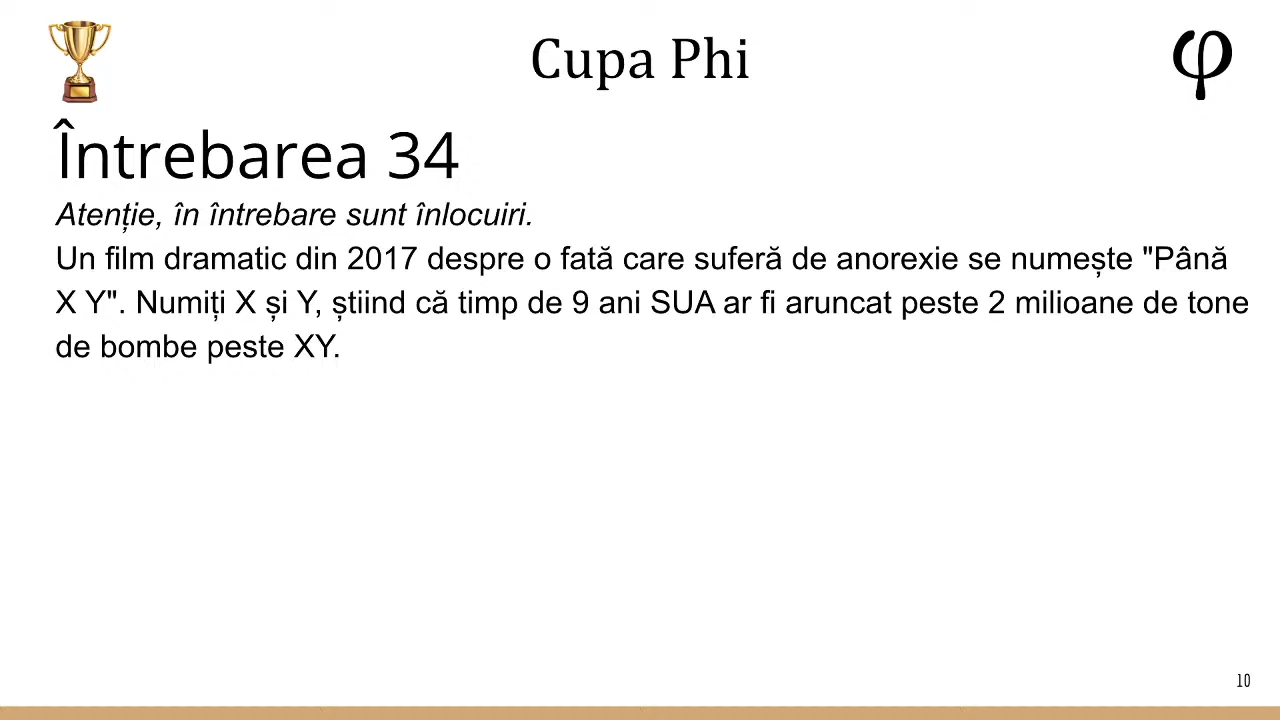 Cupa Phi
φ
Întrebarea 34
Atenție, în întrebare sunt înlocuiri.
Un film dramatic din 2017 despre o fată care suferă de anorexie se numește "Până
X Y". Numiți X și Y, știind că timp de 9 ani SUA ar fi aruncat peste 2 milioane de tone
de bombe peste XY.
10